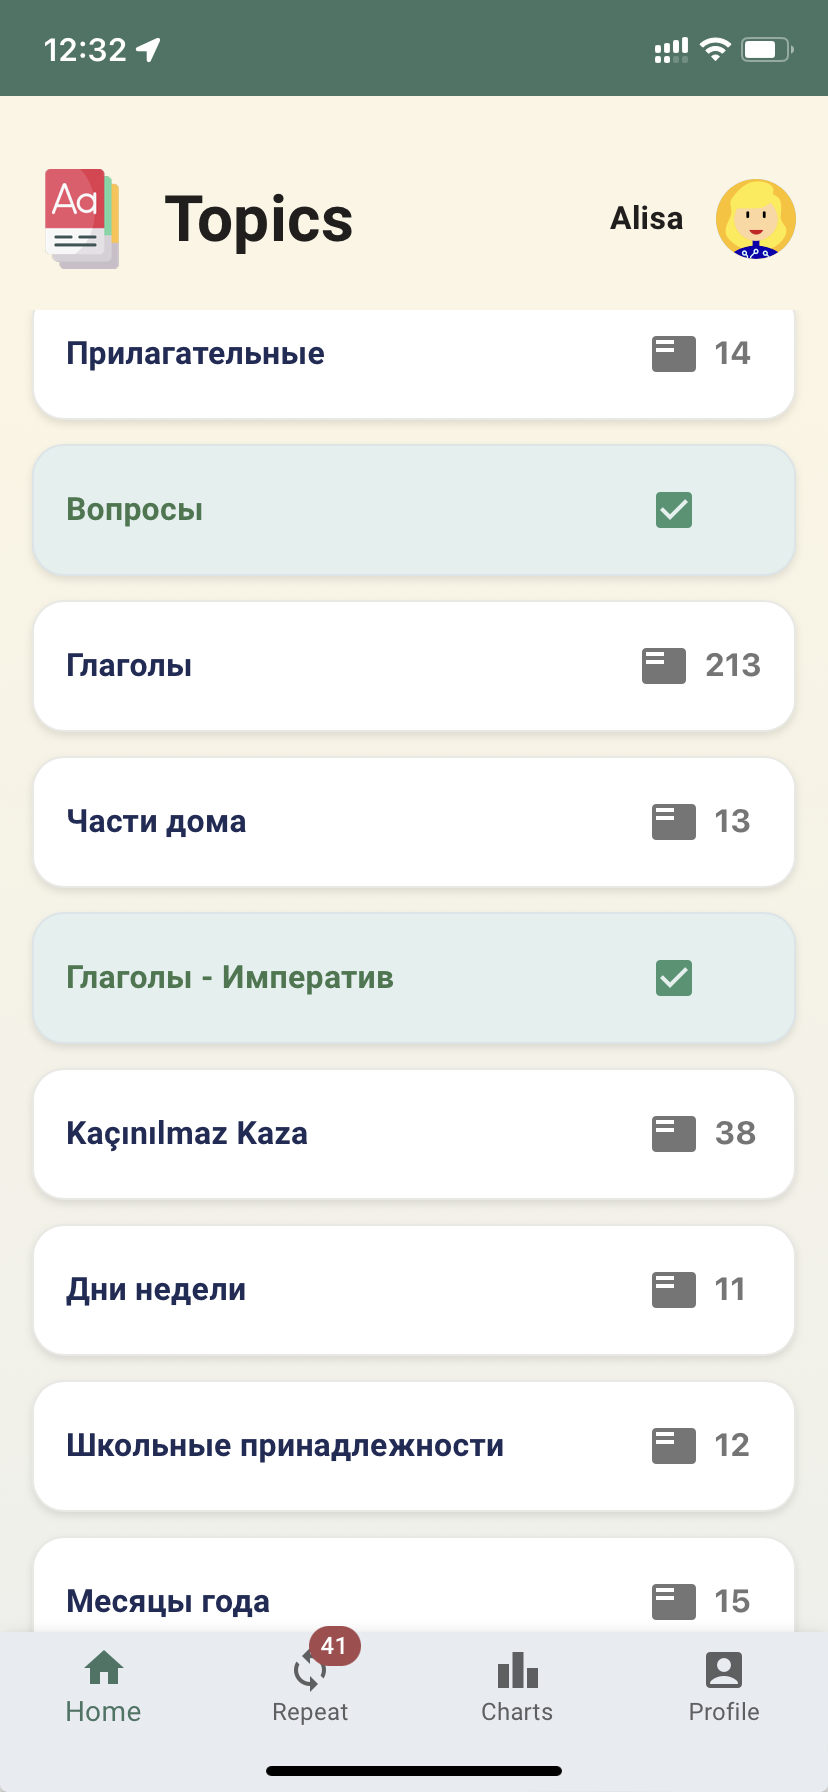 12:32
Aa
Topics
Alisa
Прилагательные 14
Вопросы
Глаголы 213
Части дома 13
Глаголы - Императив
Kaçınılmaz Kaza 38
Дни недели 11
Школьные принадлежности 12
Месяцы года 15
41
Home Repeat Charts Profile